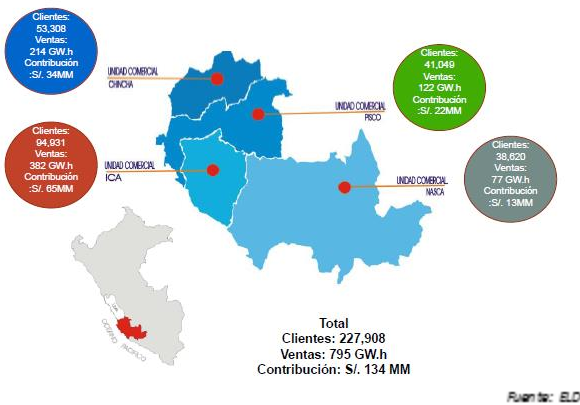 Clientes:
53,308
Ventas:
214 GW.h
Contribución
:S/. 34MM
UNIDAD COMERCIAL
CHINCHA
Clientes:
41,049
Ventas:
122 GW.h
Contribución
:S/. 22MM
UNIDAD COMERCIAL
PISCO
Clientes:
94,931
Ventas:
382 GW.h
Contribución
:S/. 65MM
UNIDAD COMERCIAL
ICA
Clientes:
38,620
Ventas:
77 GW.h
Contribución
:S/. 13MM
UNIDAD COMERCIAL
NASCA
OCEANO PACIFICO
Total
Clientes: 227,908
Ventas: 795 GW.h
Contribución: S/. 134 MM
Fuente: ELD